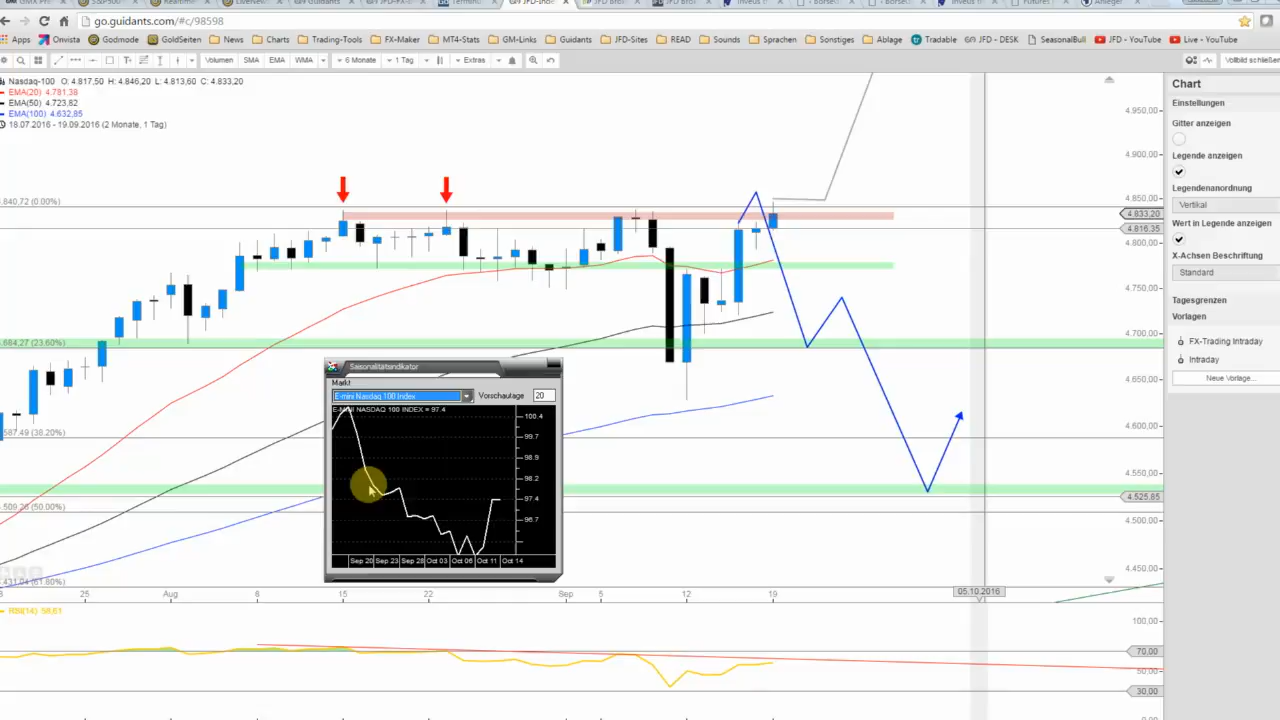 go.guidants.com/#c/98598
Apps Onvista Godmode GoldSeiten News Charts Trading-Tools FX-Maker MT4-Stats GM-Links Guidants JFD-Sites READ Sounds Sprachen Sonstiges Ablage Tradable JFD - DESK SeasonalBull JFD - YouTube Live - YouTube
Volumen SMA EMA WMA 6 Monate 1 Tag Extras Vollbild schließen
Nasdaq-100 O: 4.817,50 H: 4.846,20 L: 4.813,60 C: 4.833,20
EMA(20) 4.781,38
EMA(50) 4.723,82
EMA(100) 4.632,85
18.07.2016 - 19.09.2016 (2 Monate, 1 Tag)
Chart
Einstellungen
Gitter anzeigen
Legende anzeigen
Legendenanordnung
Vertikal
Wert in Legende anzeigen
X-Achsen Beschriftung
Standard
Tagesgrenzen
Vorlagen
FX-Trading Intraday
Intraday
Neue Vorlage...
4.950,00
4.900,00
4.850,00
4.833,20
4.816,35
4.800,00
4.750,00
4.700,00
4.650,00
4.600,00
4.550,00
4.525,85
4.500,00
4.450,00
.840,72 (0.00%)
.684,27 (23.60%)
.587,49 (38.20%)
.509,26 (50.00%)
.431,04 (61.80%)
Saisonalitätsindikator
Markt
E-mini Nasdaq 100 Index Vorschautage 20
E-MINI NASDAQ 100 INDEX = 97.4
100.4
99.7
98.9
98.2
97.4
96.7
Sep 20 Sep 23 Sep 28 Oct 03 Oct 06 Oct 11 Oct 14
25 Aug 8 15 22 Sep 5 12 19 05.10.2016
RSI(14) 58,61
100,00
70,00
50,00
30,00